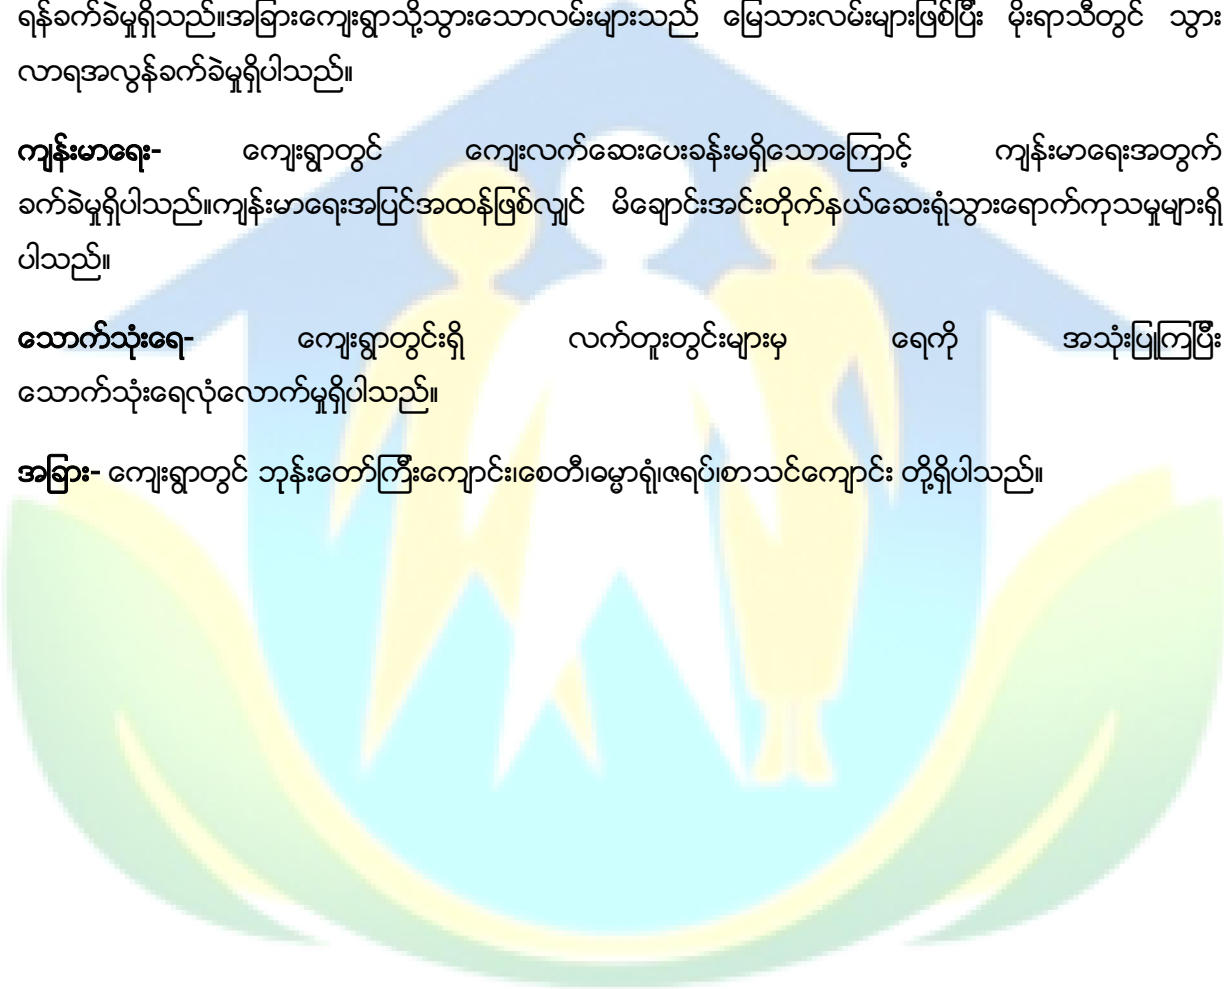 ရန်ခက်ခဲမှုရှိသည်။အခြားကျေးရွာသို့သွားသောလမ်းများသည် မြေသားလမ်းများဖြစ်ပြီး မိုးရာသီတွင် သွား
လာရအလွန်ခက်ခဲမှုရှိပါသည်။
ကျန်းမာရေး- ကျေးရွာတွင် ကျေးလက်ဆေးပေးခန်းမရှိသောကြောင့် ကျန်းမာရေးအတွက်
ခက်ခဲမှုရှိပါသည်။ကျန်းမာရေးအပြင်အထန်ဖြစ်လျှင် မိချောင်းအင်းတိုက်နယ်ဆေးရုံသွားရောက်ကုသမှုများရှိ
ပါသည်။
သောက်သုံးရေ- ကျေးရွာတွင်းရှိ လက်တူးတွင်းများမှ ရေကို အသုံးပြုကြပြီး
သောက်သုံးရေလုံလောက်မှုရှိပါသည်။
အခြား- ကျေးရွာတွင် ဘုန်းတော်ကြီးကျောင်း၊စေတီ၊ဓမ္မာရုံ၊ဇရပ်၊စာသင်ကျောင်း တို့ရှိပါသည်။